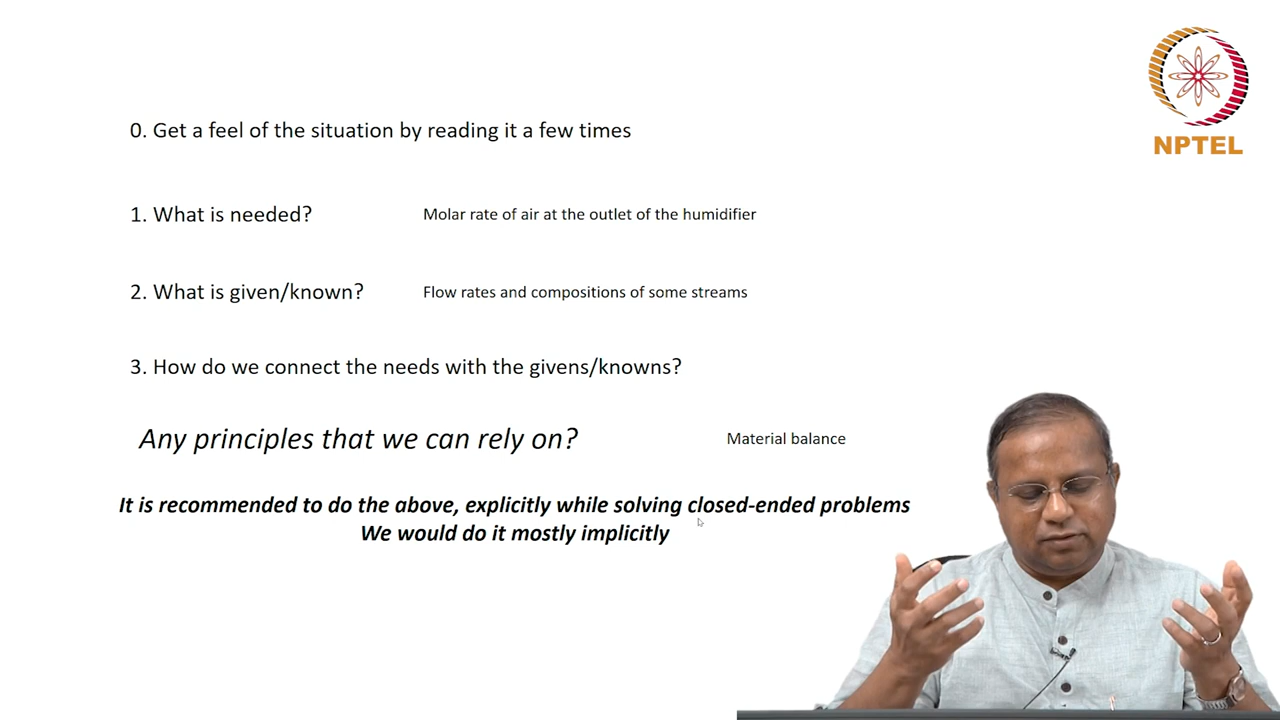 NPTEL
0. Get a feel of the situation by reading it a few times
1. What is needed? Molar rate of air at the outlet of the humidifier
2. What is given/known? Flow rates and compositions of some streams
3. How do we connect the needs with the givens/knowns?
Any principles that we can rely on? Material balance
It is recommended to do the above, explicitly while solving closed-ended problems
We would do it mostly implicitly